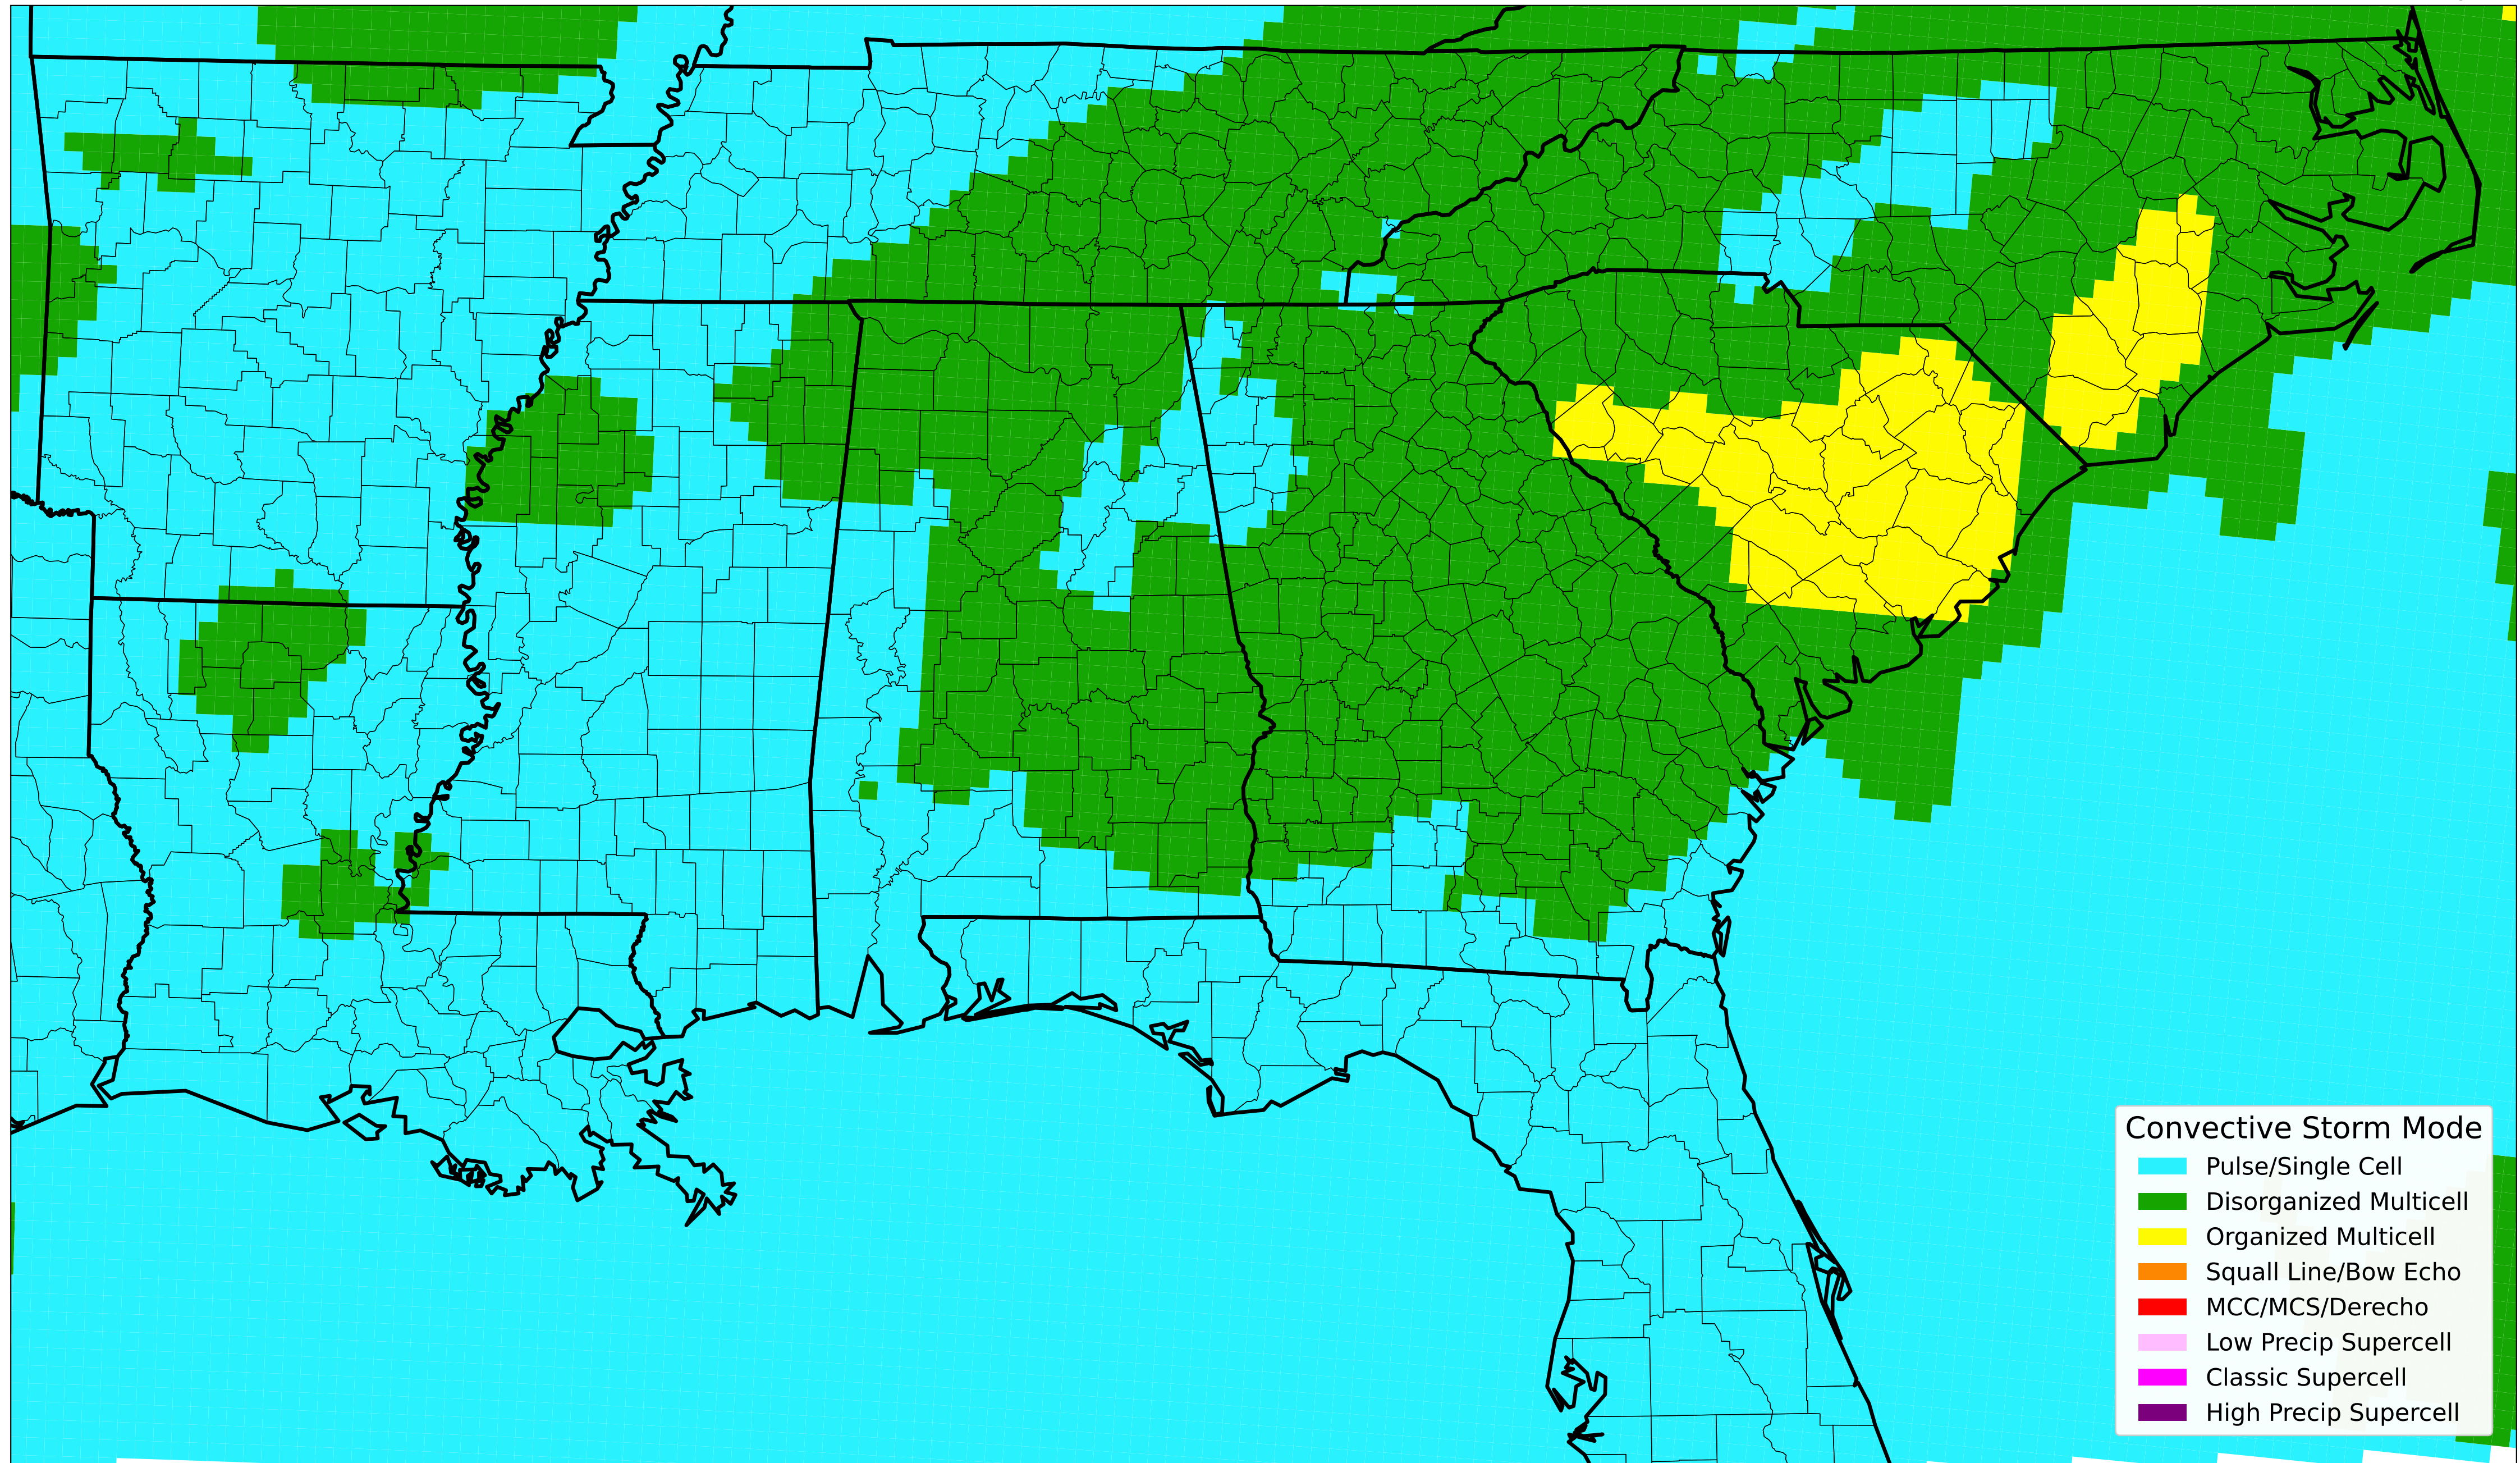 Convective Storm Mode
Pulse/Single Cell
Disorganized Multicell
Organized Multicell
Squall Line/Bow Echo
MCC/MCS/Derecho
Low Precip Supercell
Classic Supercell
High Precip Supercell